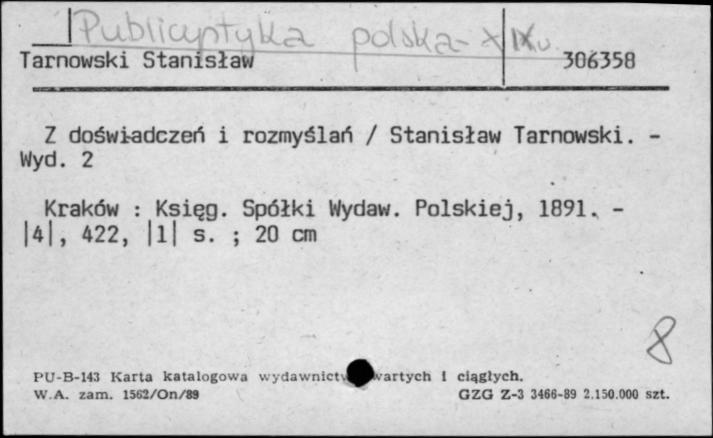 Publicystyka polska - XIX w.
Tarnowski Stanisław 306358
Z doświadczeń i rozmyślań / Stanisław Tarnowski. -
Wyd. 2
Kraków : Księg. Spółki Wydaw. Polskiej, 1891. -
|4|, 422, |1| s. ; 20 cm
8
PU-B-143 Karta katalogowa wydawnictw zwartych i ciągłych.
W.A. zam. 1562/On/89 GZG Z-3 3466-89 2.150.000 szt.